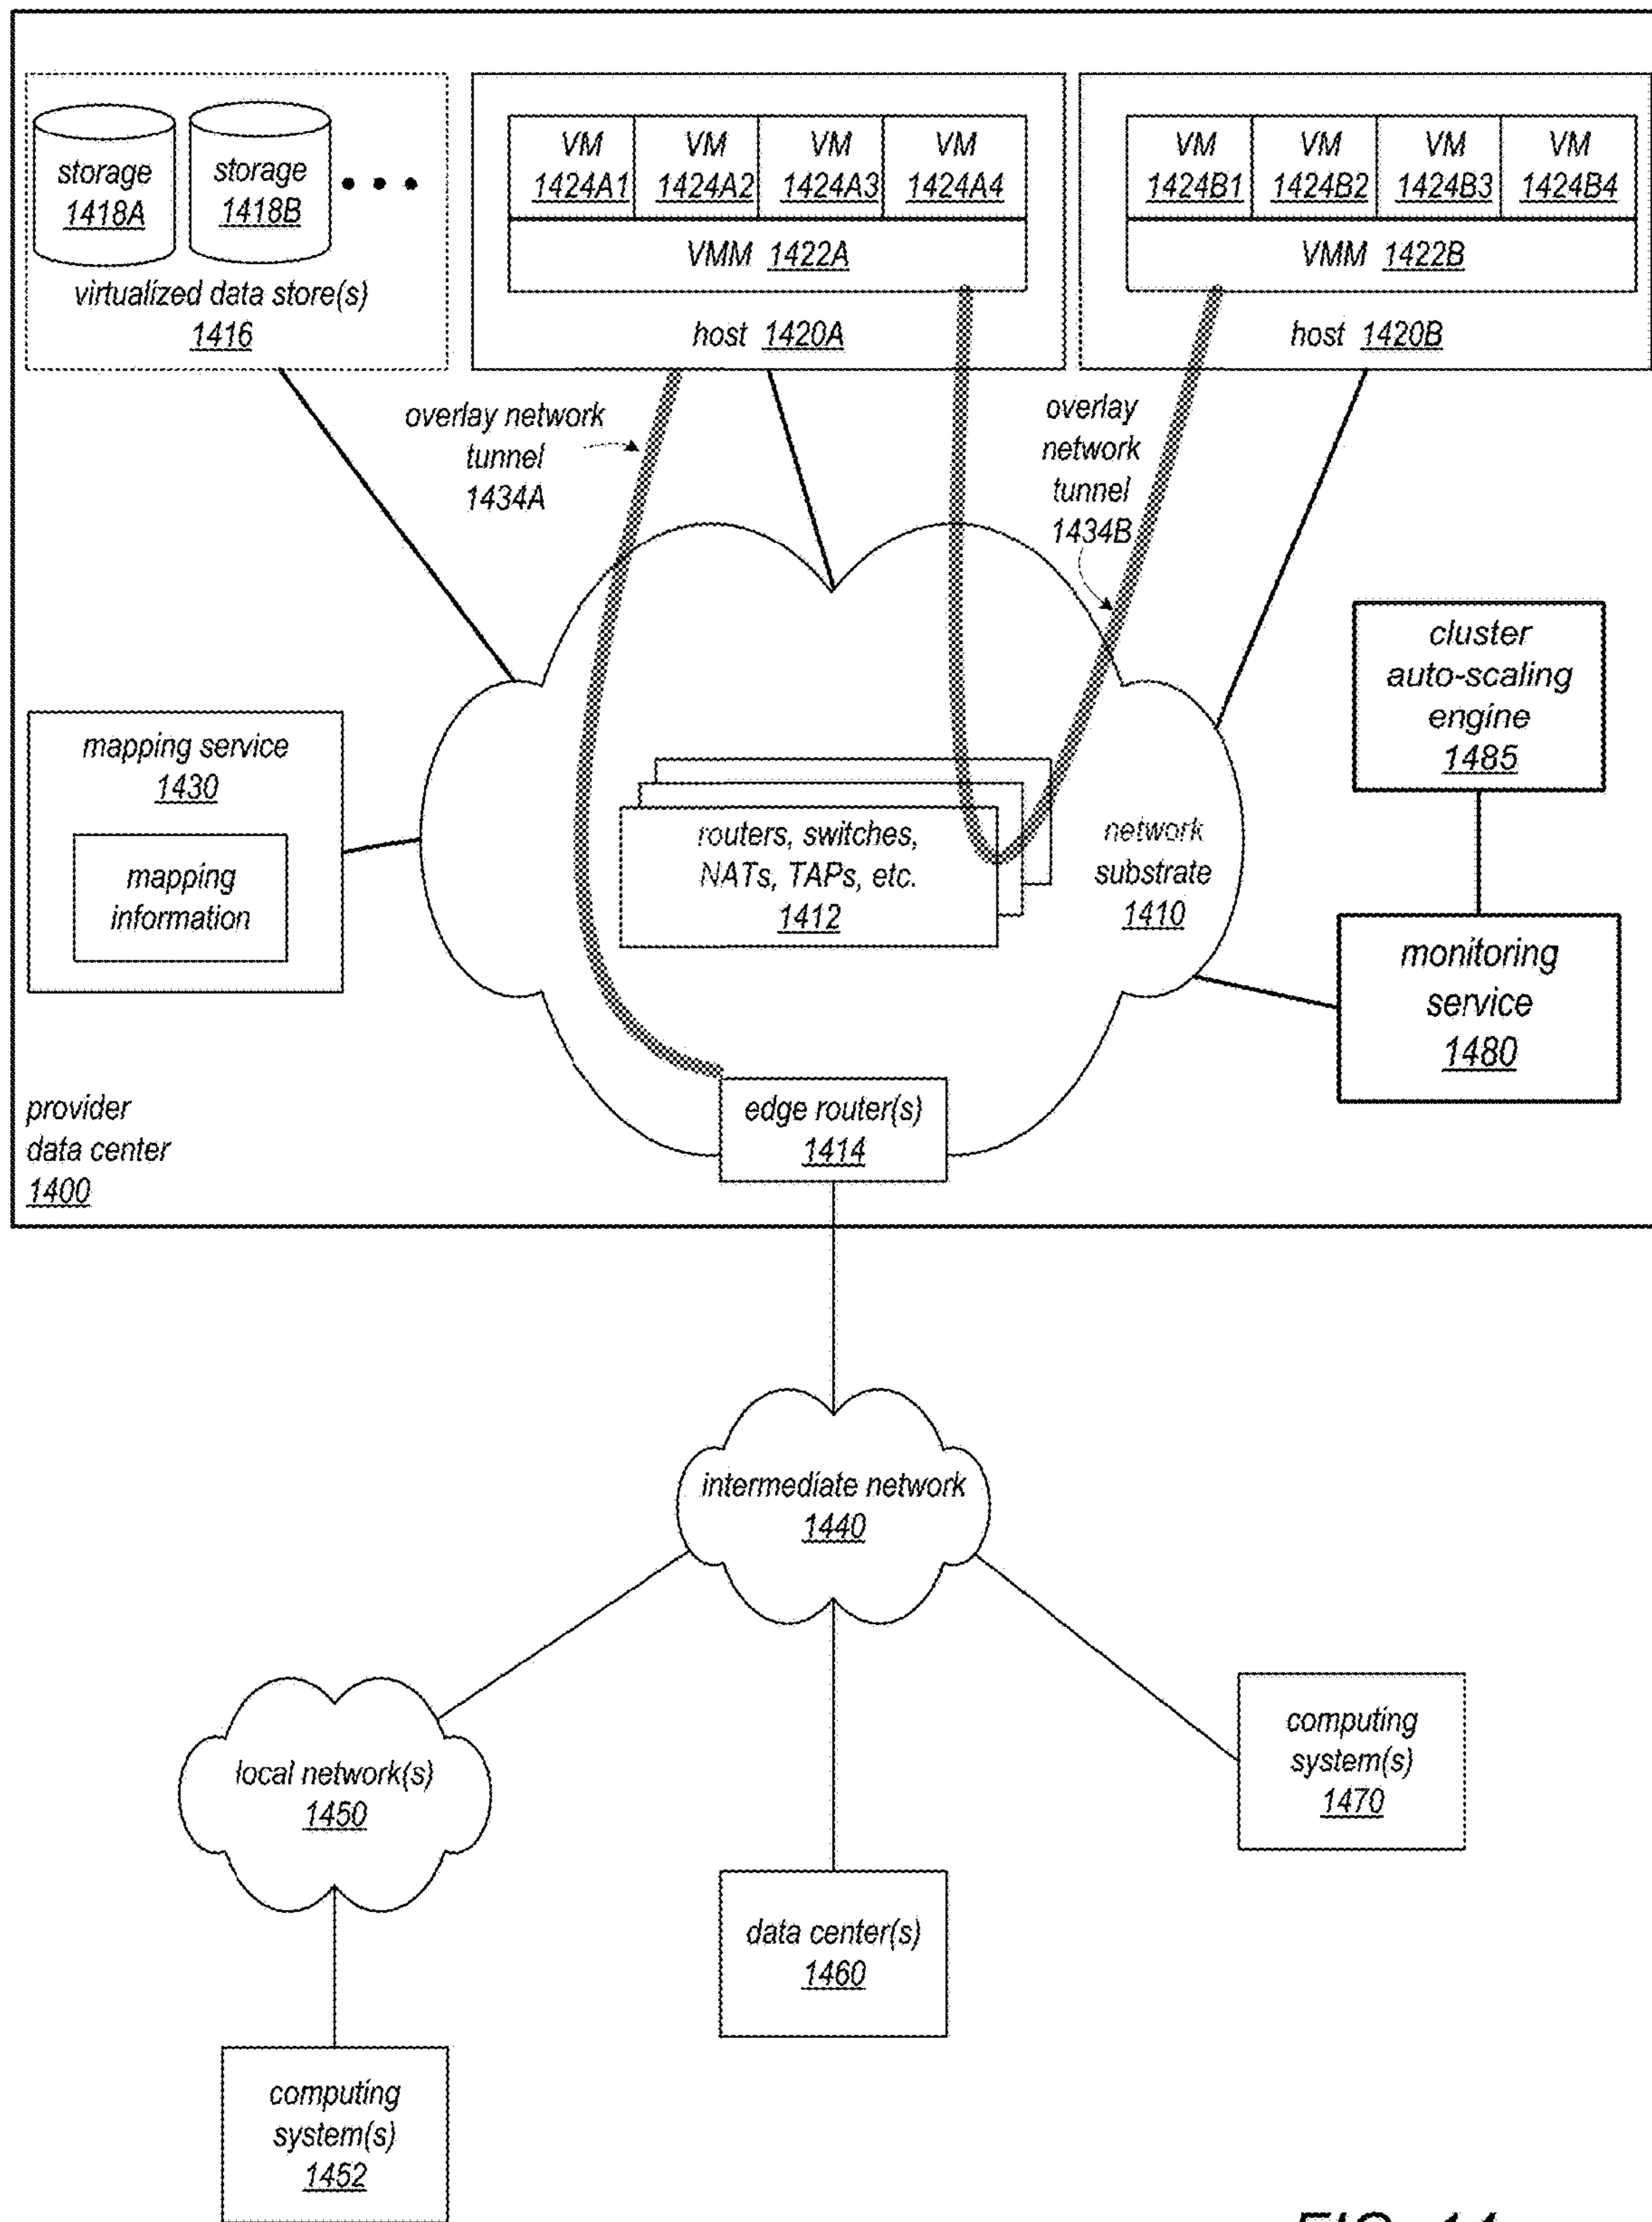 storage
1418A
storage
1418B
virtualized data store(s)
1416
VM
1424A1
VM
1424A2
VM
1424A3
VM
1424A4
VMM 1422A
host 1420A
VM
1424B1
VM
1424B2
VM
1424B3
VM
1424B4
VMM 1422B
host 1420B
overlay network
tunnel
1434A
overlay
network
tunnel
1434B
cluster
auto-scaling
engine
1485
mapping service
1430
mapping
information
routers, switches,
NATs, TAPs, etc.
1412
network
substrate
1410
monitoring
service
1480
edge router(s)
1414
provider
data center
1400
intermediate network
1440
local network(s)
1450
computing
system(s)
1470
data center(s)
1460
computing
system(s)
1452